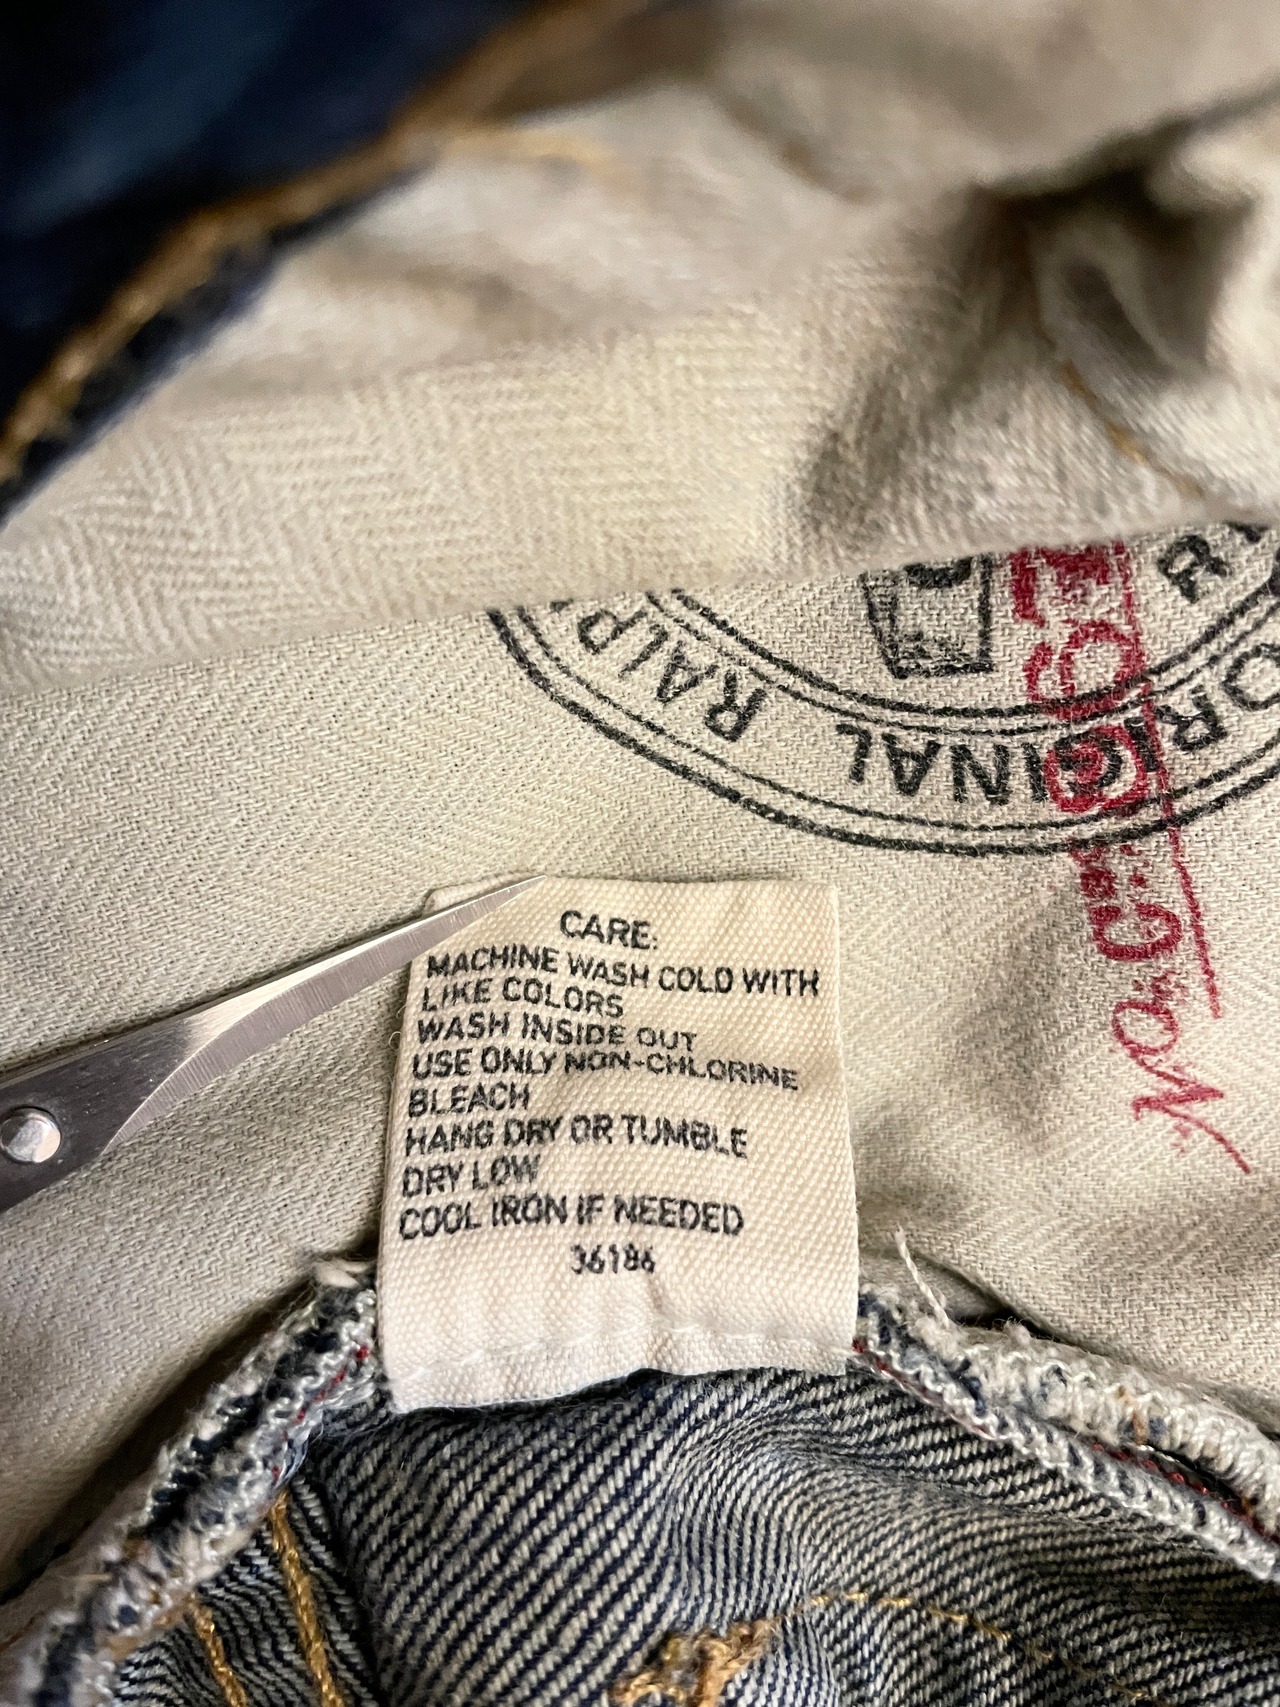 CARE:
MACHINE WASH COLD WITH
LIKE COLORS
WASH INSIDE OUT
USE ONLY NON-CHLORINE
BLEACH
HANG DRY OR TUMBLE
DRY LOW
COOL IRON IF NEEDED
36186
ORIGINAL RALP